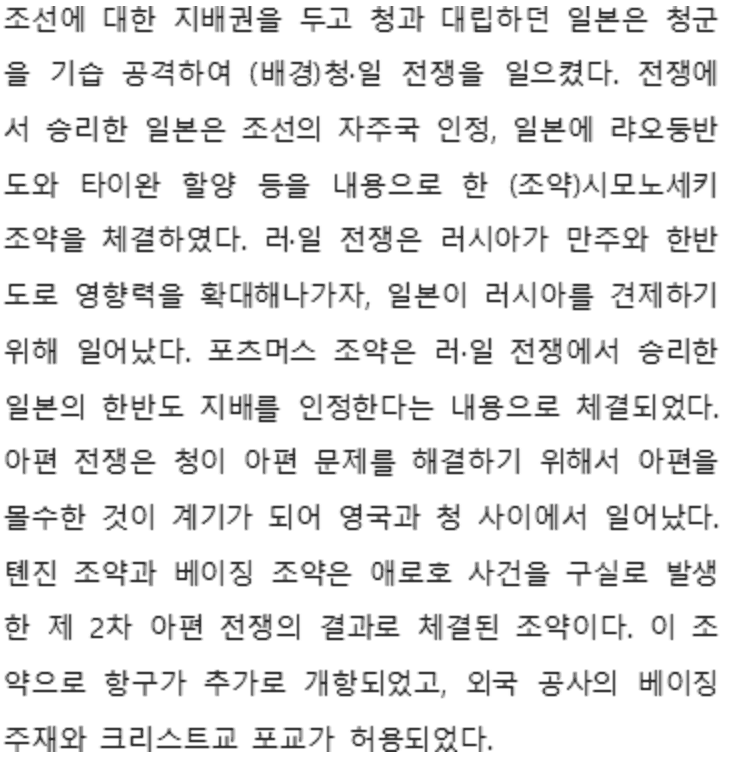 조선에 대한 지배권을 두고 청과 대립하던 일본은 청군
을 기습 공격하여 (배경)청·일 전쟁을 일으켰다. 전쟁에
서 승리한 일본은 조선의 자주국 인정, 일본에 랴오둥반
도와 타이완 할양 등을 내용으로 한 (조약)시모노세키
조약을 체결하였다. 러·일 전쟁은 러시아가 만주와 한반
도로 영향력을 확대해나가자, 일본이 러시아를 견제하기
위해 일어났다. 포츠머스 조약은 러·일 전쟁에서 승리한
일본의 한반도 지배를 인정한다는 내용으로 체결되었다.
아편 전쟁은 청이 아편 문제를 해결하기 위해서 아편을
몰수한 것이 계기가 되어 영국과 청 사이에서 일어났다.
톈진 조약과 베이징 조약은 애로호 사건을 구실로 발생
한 제 2차 아편 전쟁의 결과로 체결된 조약이다. 이 조
약으로 항구가 추가로 개항되었고, 외국 공사의 베이징
주재와 크리스트교 포교가 허용되었다.